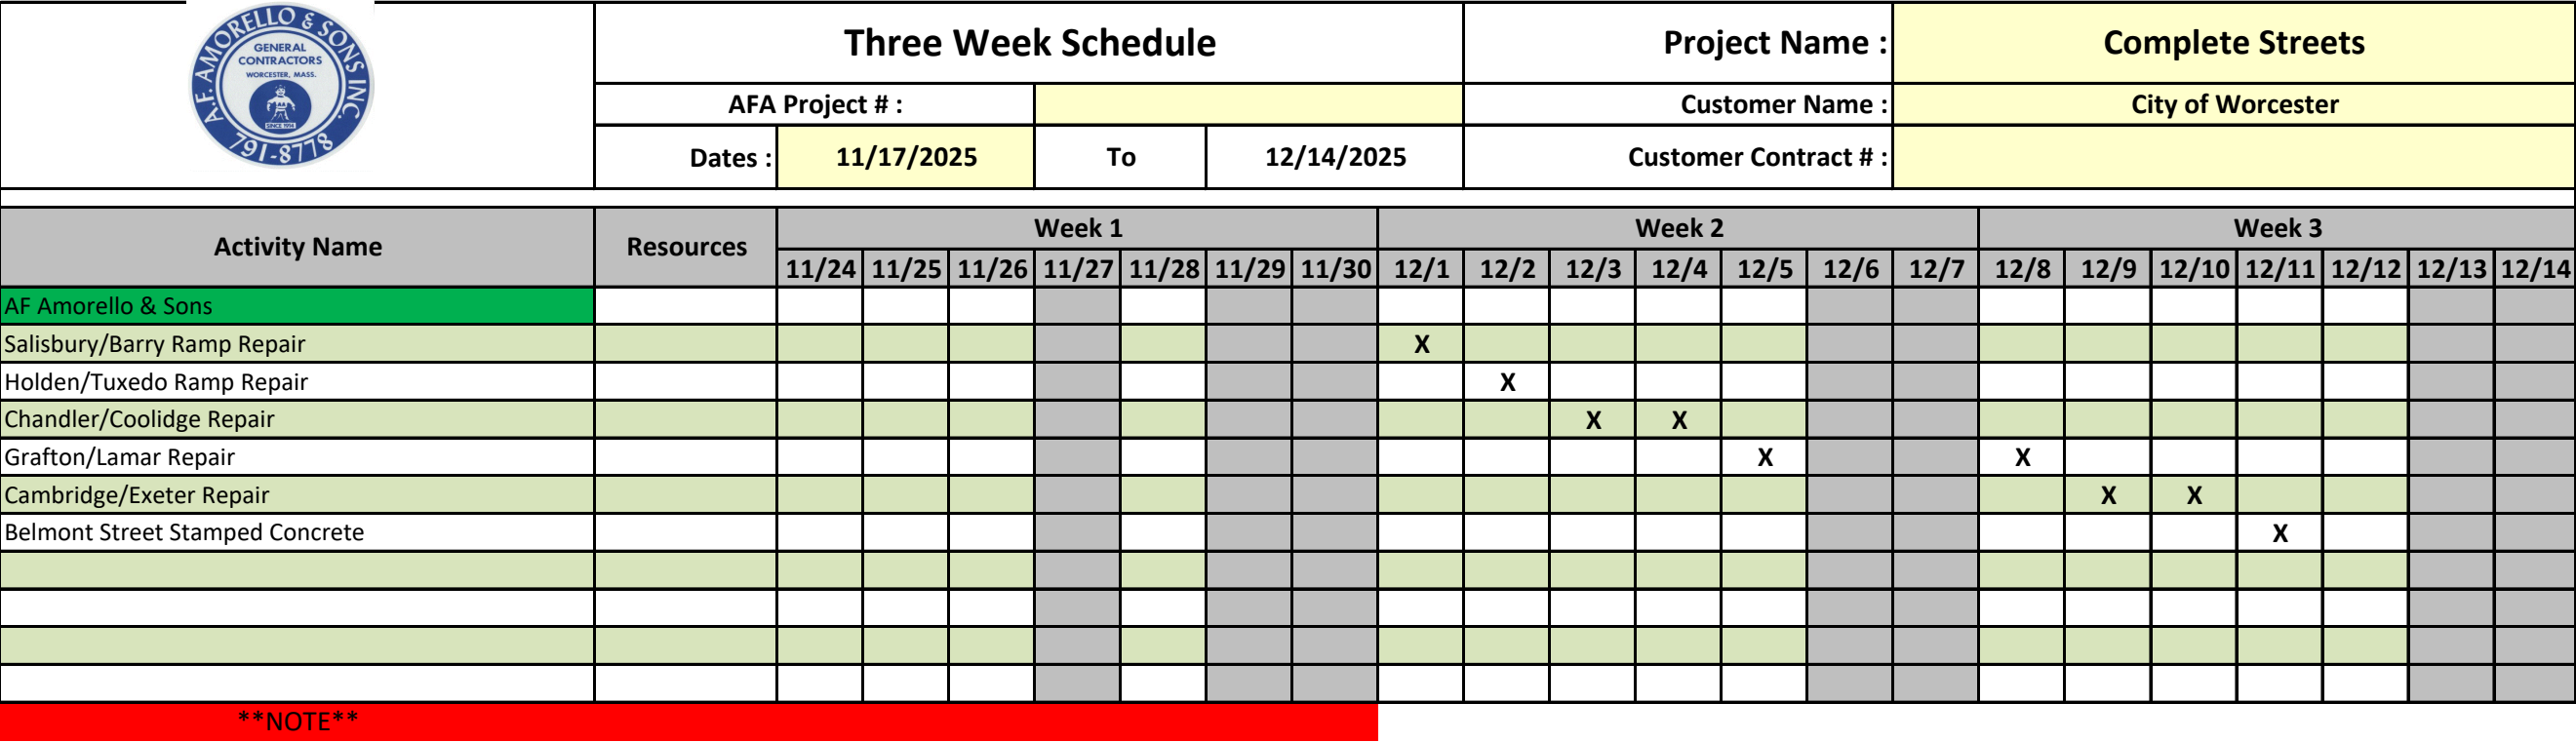 A.F. AMORELLO & SONS INC.
GENERAL
CONTRACTORS
WORCESTER, MASS.
SINCE 1914
791-8778
Three Week Schedule
Project Name :
Complete Streets
AFA Project # :
Customer Name :
City of Worcester
Dates :
11/17/2025
To
12/14/2025
Customer Contract # :
Activity Name
Resources
Week 1
Week 2
Week 3
11/24 11/25 11/26 11/27 11/28 11/29 11/30 12/1 12/2 12/3 12/4 12/5 12/6 12/7 12/8 12/9 12/10 12/11 12/12 12/13 12/14
AF Amorello & Sons
Salisbury/Barry Ramp Repair X
Holden/Tuxedo Ramp Repair X
Chandler/Coolidge Repair X X
Grafton/Lamar Repair X X
Cambridge/Exeter Repair X X
Belmont Street Stamped Concrete X
**NOTE**